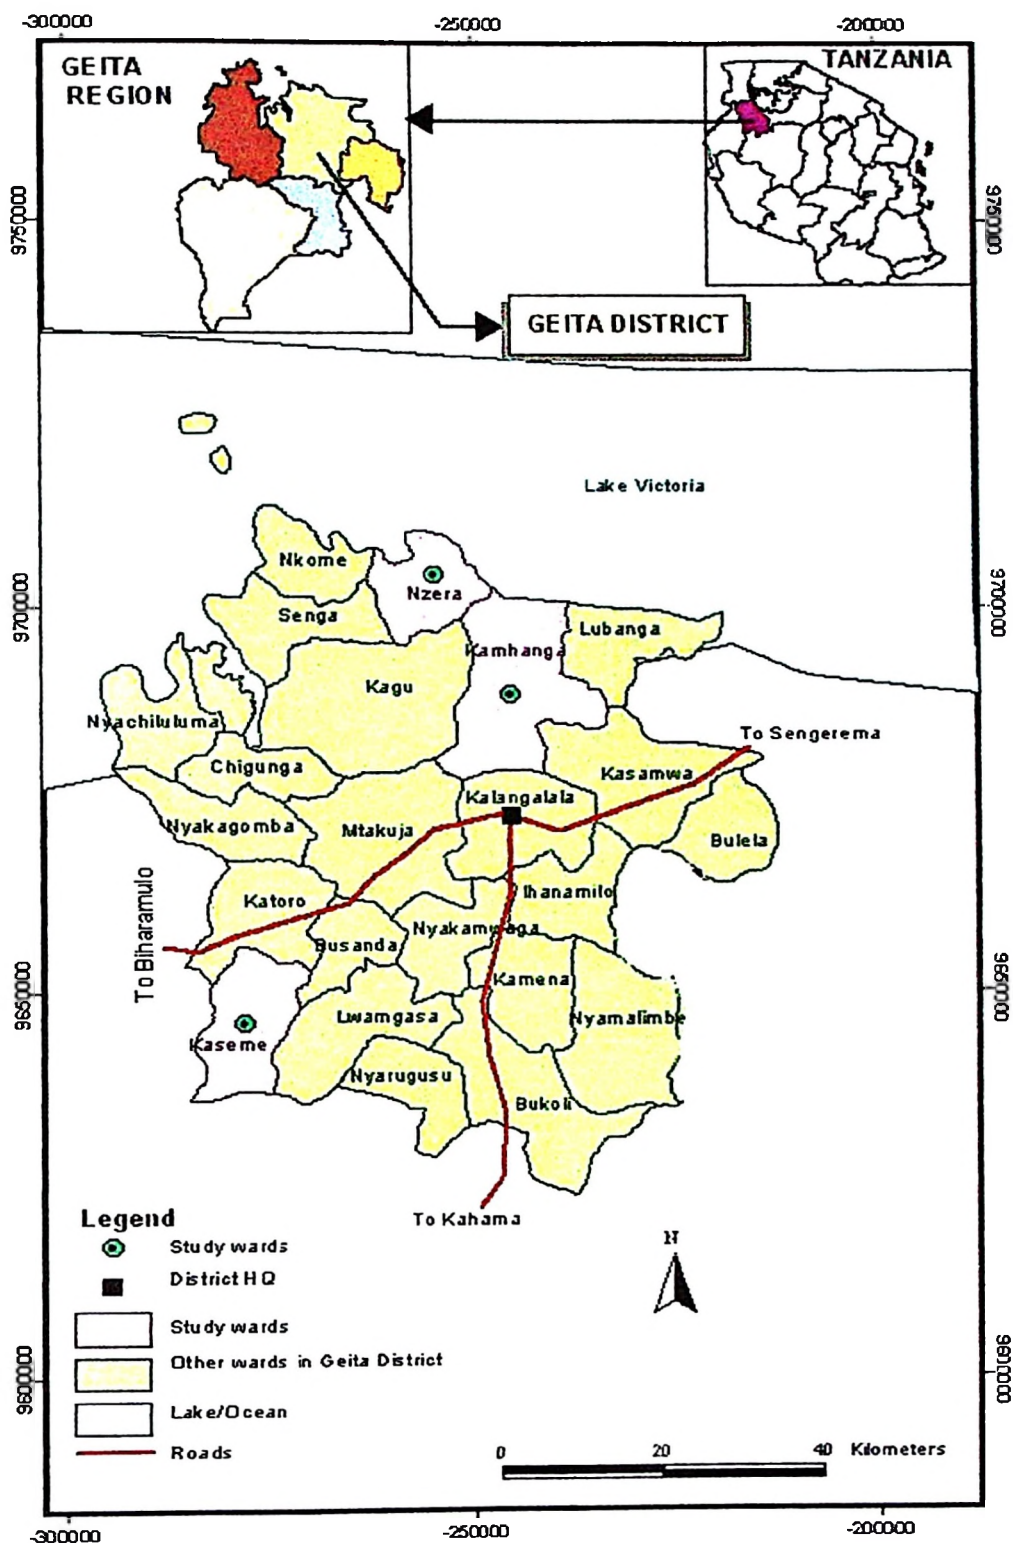 -300000
-250000
-200000
GEITA
REGION
TANZANIA
9750000
9750000
GEITA DISTRICT
Lake Victoria
Nkome
Nzera
9700000
9700000
Senga
Lubanga
Kamhanga
Kagu
Nyachiluluma
To Sengerema
Chigunga
Kasamwa
Kalangalala
Nyakagomba
Mtakuja
Bulela
To Biharamulo
Ihanamilo
Katoro
Nyakamwaga
Busanda
Kamena
9650000
9650000
Lwamgasa
Nyamalimbe
Kaseme
Nyarugusu
Bukoli
To Kahama
Legend
Study wards
District HQ
Study wards
Other wards in Geita District
Lake/Ocean
Roads
N
9600000
9600000
0 20 40 Kilometers
-300000
-250000
-200000